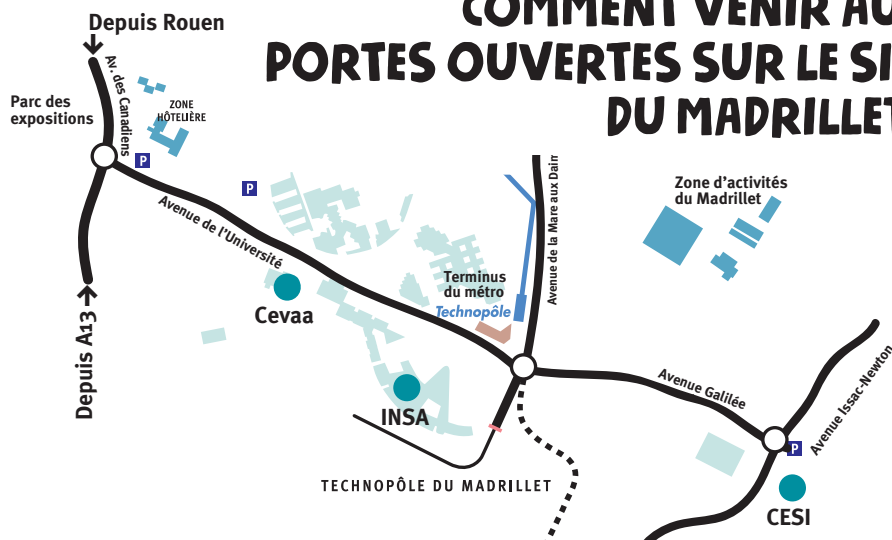 COMMENT VENIR AU
PORTES OUVERTES SUR LE SI
DU MADRILLET
Depuis Rouen
Av. des Canadiens
Parc des
expositions
ZONE
HÔTELIÈRE
P
P
Avenue de l'Université
Avenue de la Mare aux Dain
Zone d'activités
du Madrillet
Terminus
du métro
Technopôle
Cevaa
Depuis A13
INSA
Avenue Galilée
Avenue Issac-Newton
P
TECHNOPÔLE DU MADRILLET
CESI